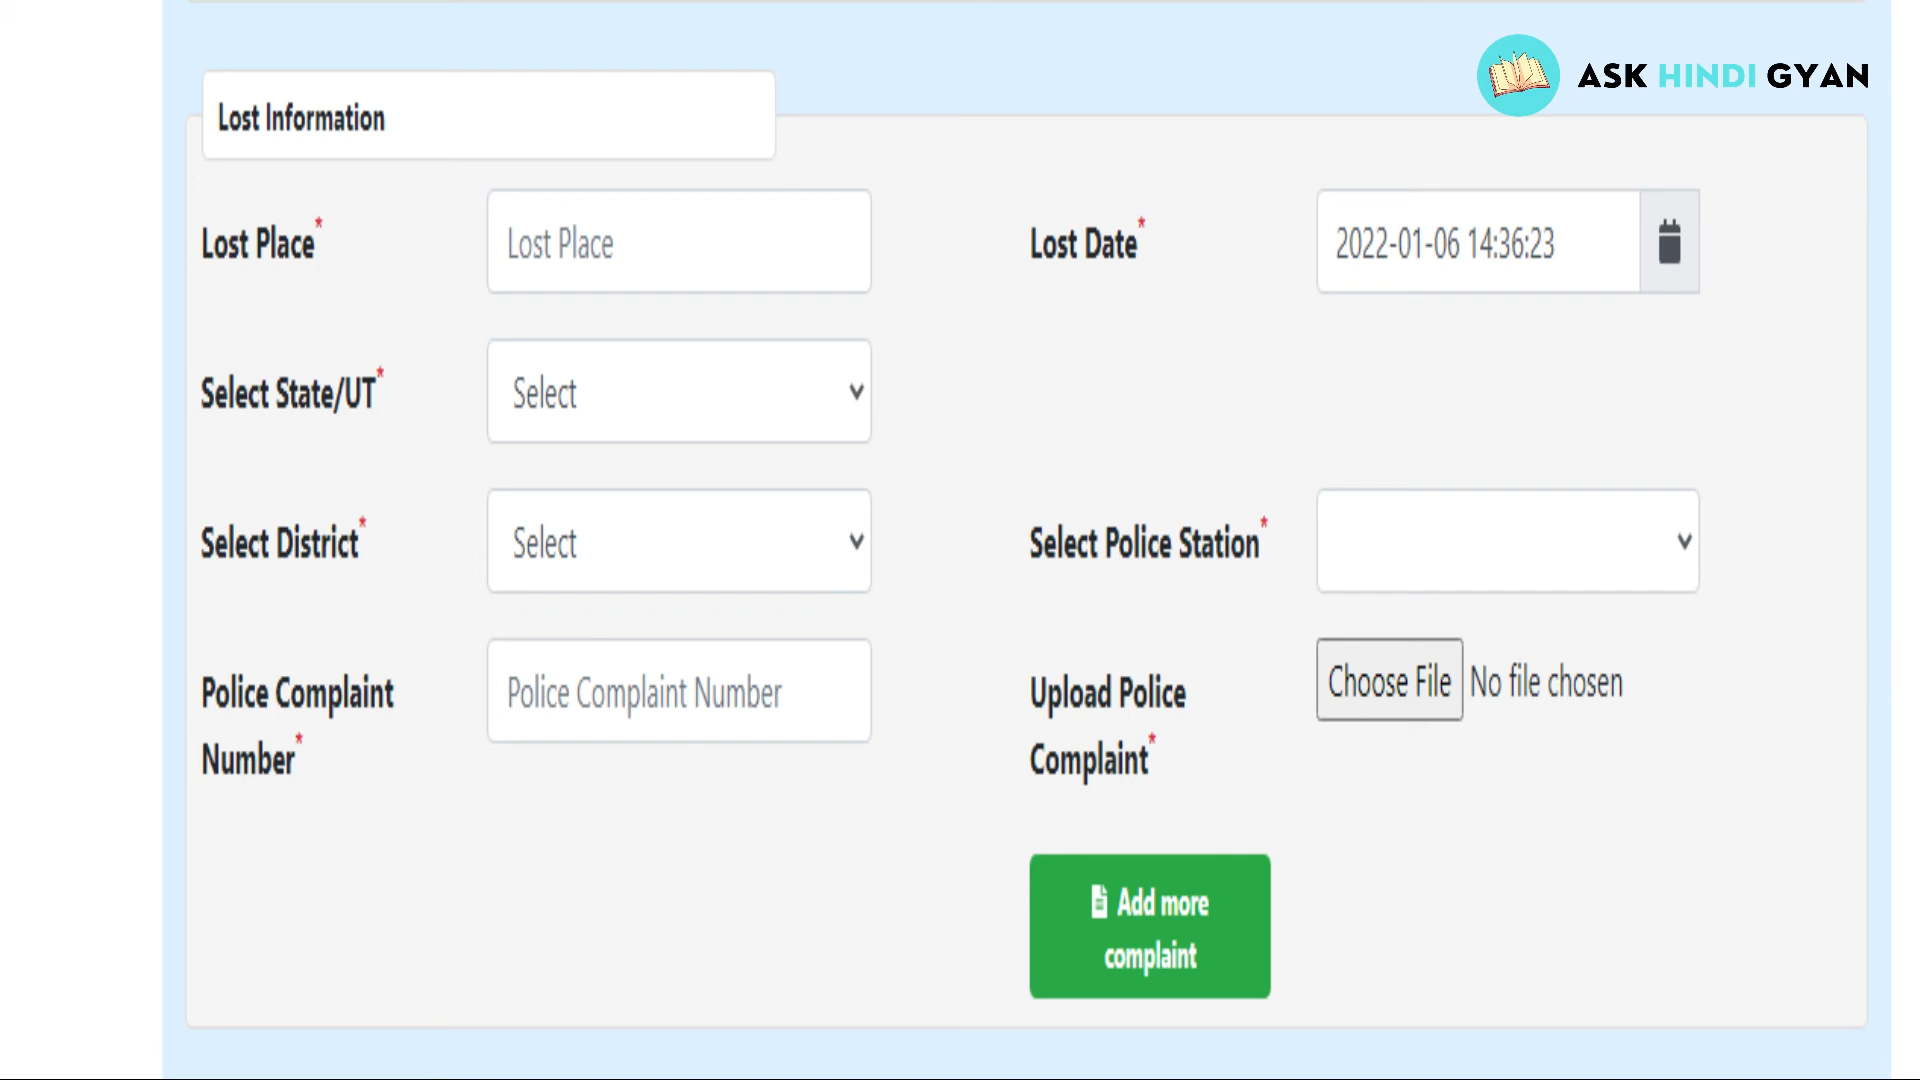 ASK HINDI GYAN
Lost Information
Lost Place*
Lost Place
Lost Date*
2022-01-06 14:36:23
Select State/UT*
Select
Select District*
Select
Select Police Station*
Police Complaint
Number*
Police Complaint Number
Upload Police
Complaint*
Choose File No file chosen
Add more
complaint